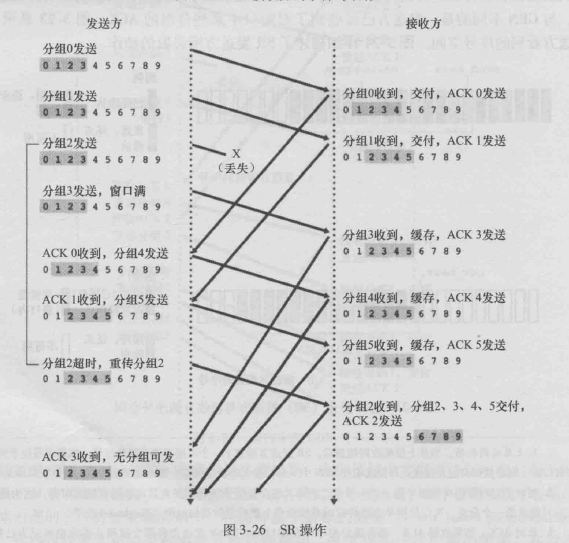 发送方
接收方
分组0发送
0 1 2 3 4 5 6 7 8 9
分组0收到，交付，ACK 0发送
0 1 2 3 4 5 6 7 8 9
分组1发送
0 1 2 3 4 5 6 7 8 9
分组1收到，交付，ACK 1发送
0 1 2 3 4 5 6 7 8 9
分组2发送
0 1 2 3 4 5 6 7 8 9
X
（丢失）
分组3发送，窗口满
0 1 2 3 4 5 6 7 8 9
分组3收到，缓存，ACK 3发送
0 1 2 3 4 5 6 7 8 9
ACK 0收到，分组4发送
0 1 2 3 4 5 6 7 8 9
分组4收到，缓存，ACK 4发送
0 1 2 3 4 5 6 7 8 9
ACK 1收到，分组5发送
0 1 2 3 4 5 6 7 8 9
分组5收到，缓存，ACK 5发送
0 1 2 3 4 5 6 7 8 9
分组2超时，重传分组2
0 1 2 3 4 5 6 7 8 9
分组2收到，分组2、3、4、5交付，
ACK 2发送
0 1 2 3 4 5 6 7 8 9
ACK 3收到，无分组可发
0 1 2 3 4 5 6 7 8 9
图 3-26 SR 操作